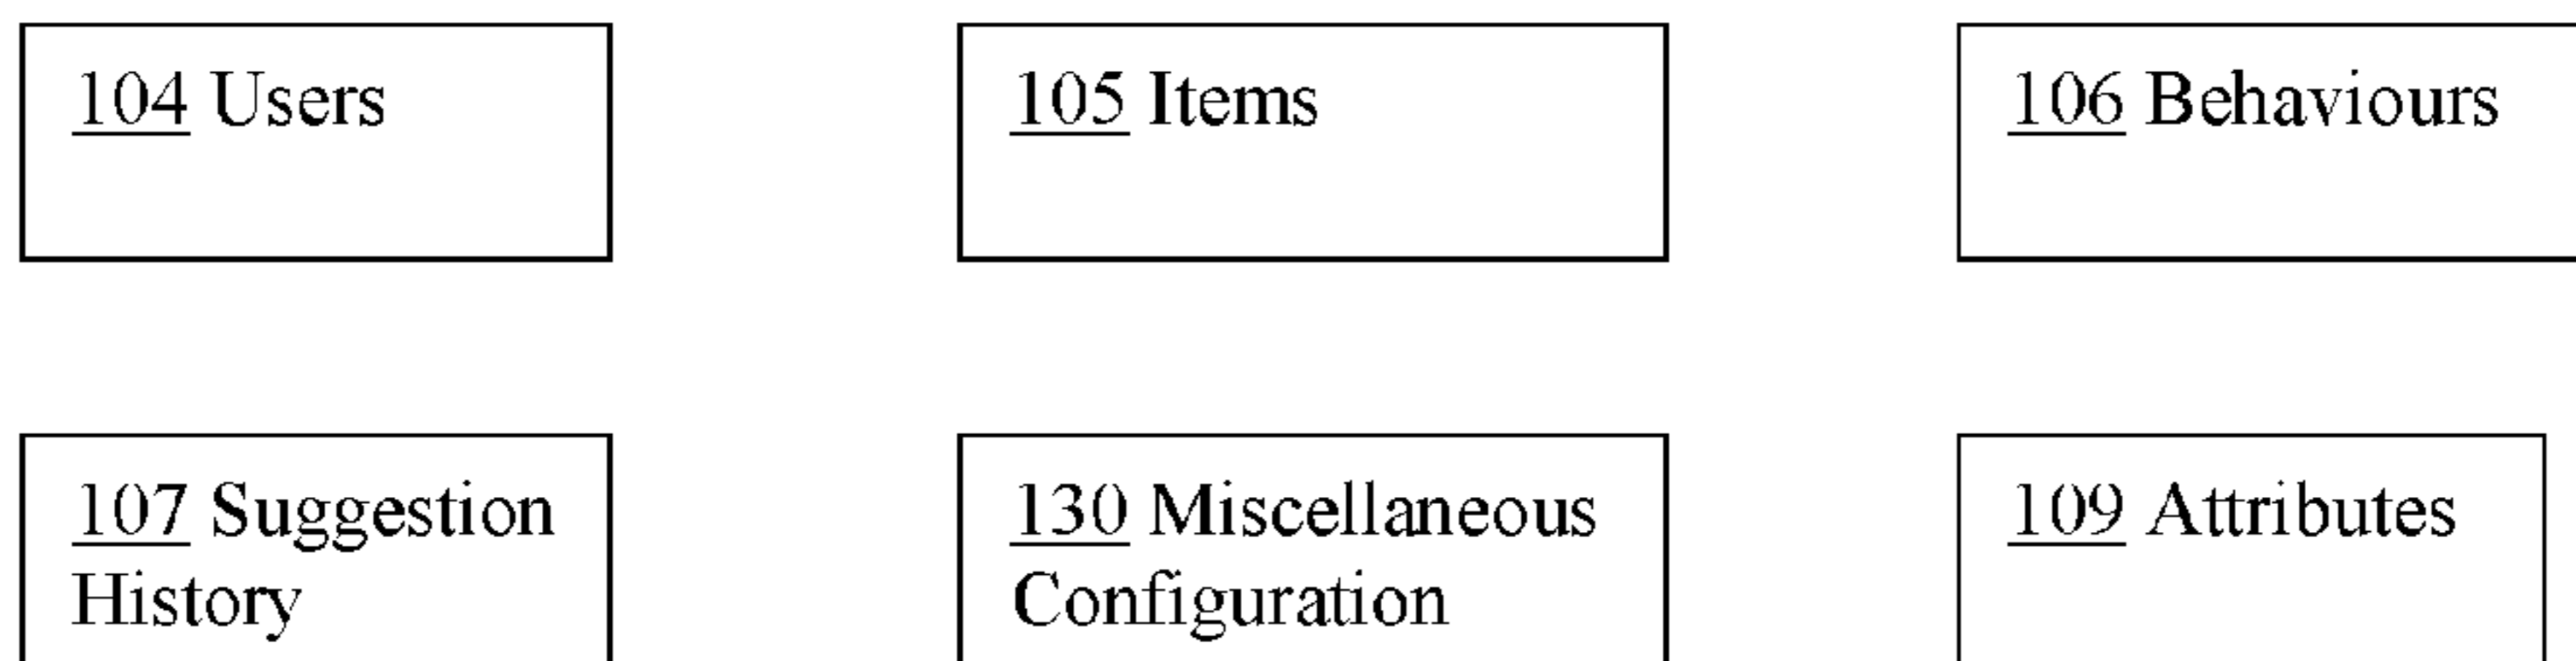 104 Users
105 Items
106 Behaviours
107 Suggestion
History
130 Miscellaneous
Configuration
109 Attributes